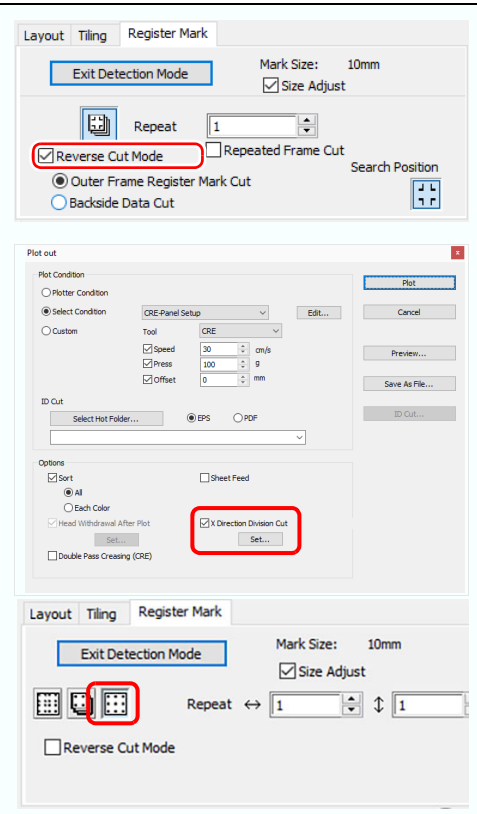 Layout Tiling Register Mark
Exit Detection Mode
Mark Size: 10mm
Size Adjust
Repeat 1
Reverse Cut Mode
Repeated Frame Cut
Search Position
Outer Frame Register Mark Cut
Backside Data Cut
Plot out
x
Plot Condition
Plotter Condition
Select Condition CRE-Panel Setup Edit...
Custom Tool CRE
Speed 30 cm/s
Press 100 g
Offset 0 mm
Plot
Cancel
Preview...
Save As File...
ID Cut...
ID Cut
Select Hot Folder... EPS PDF
Options
Sort Sheet Feed
All
Each Color
Head Withdrawal After Plot X Direction Division Cut
Set... Set...
Double Pass Creasing (CRE)
Layout Tiling Register Mark
Exit Detection Mode
Mark Size: 10mm
Size Adjust
Repeat ↔ 1 ↕ 1
Reverse Cut Mode